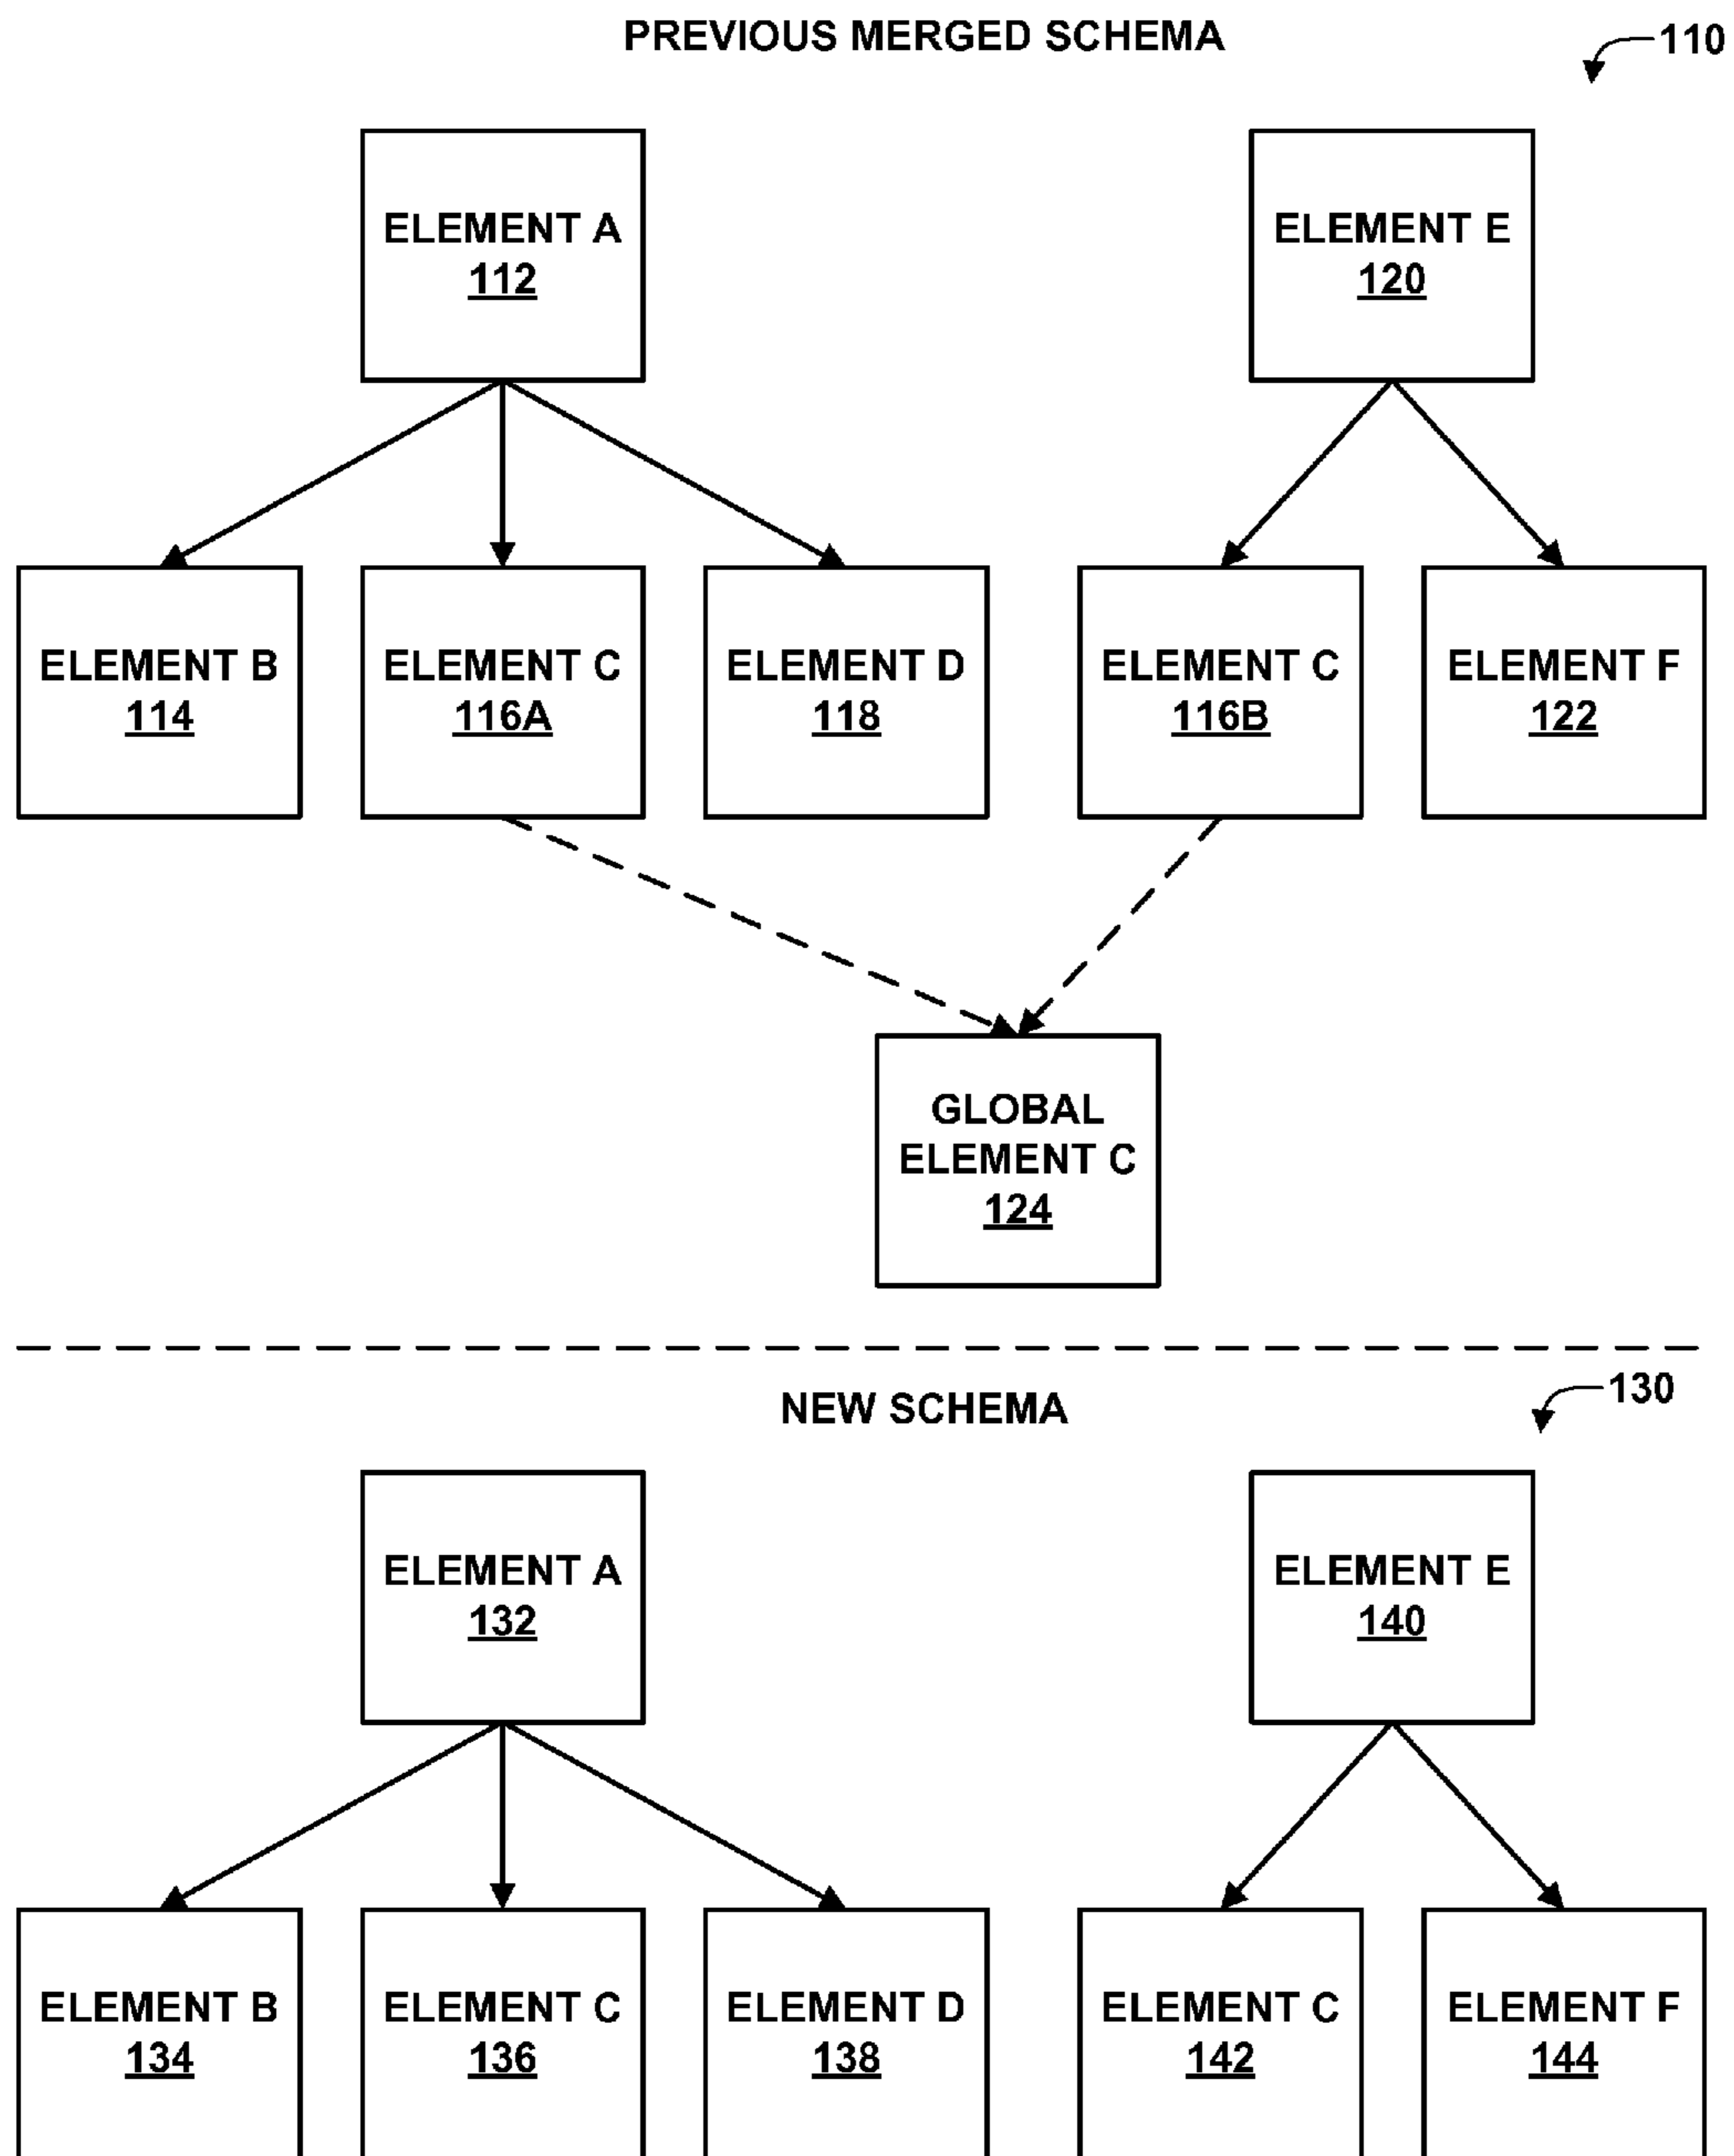 PREVIOUS MERGED SCHEMA
110
ELEMENT A
112
ELEMENT E
120
ELEMENT B
114
ELEMENT C
116A
ELEMENT D
118
ELEMENT C
116B
ELEMENT F
122
GLOBAL
ELEMENT C
124
NEW SCHEMA
130
ELEMENT A
132
ELEMENT E
140
ELEMENT B
134
ELEMENT C
136
ELEMENT D
138
ELEMENT C
142
ELEMENT F
144